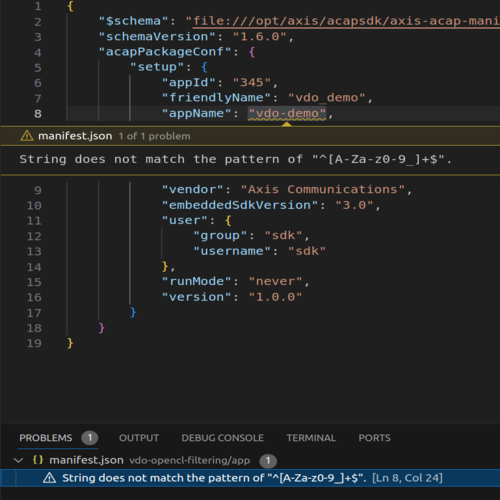 1 {
2 "$schema": "file:///opt/axis/acapsdk/axis-acap-mani
3 "schemaVersion": "1.6.0",
4 "acapPackageConf": {
5 "setup": {
6 "appId": "345",
7 "friendlyName": "vdo_demo",
8 "appName": "vdo-demo",
manifest.json 1 of 1 problem
String does not match the pattern of "^[A-Za-z0-9_]+$".
9 "vendor": "Axis Communications",
10 "embeddedSdkVersion": "3.0",
11 "user": {
12 "group": "sdk",
13 "username": "sdk"
14 },
15 "runMode": "never",
16 "version": "1.0.0"
17 }
18 }
19 }
PROBLEMS 1 OUTPUT DEBUG CONSOLE TERMINAL PORTS
{} manifest.json vdo-opencl-filtering/app 1
String does not match the pattern of "^[A-Za-z0-9_]+$". [Ln 8, Col 24]